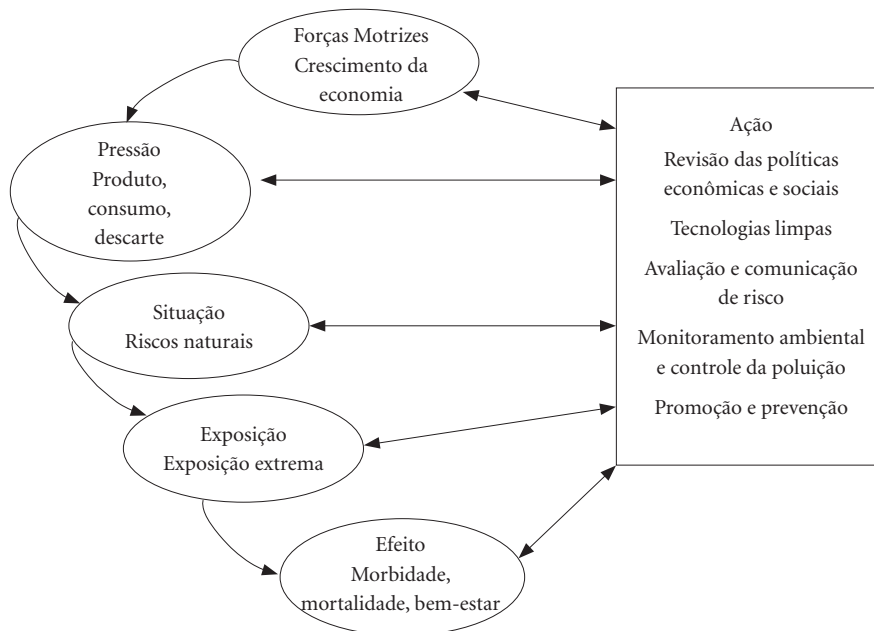 Forças Motrizes
Crescimento da
economia
Pressão
Produto,
consumo,
descarte
Situação
Riscos naturais
Exposição
Exposição extrema
Efeito
Morbidade,
mortalidade, bem-estar
Ação
Revisão das políticas
econômicas e sociais
Tecnologias limpas
Avaliação e comunicação
de risco
Monitoramento ambiental
e controle da poluição
Promoção e prevenção